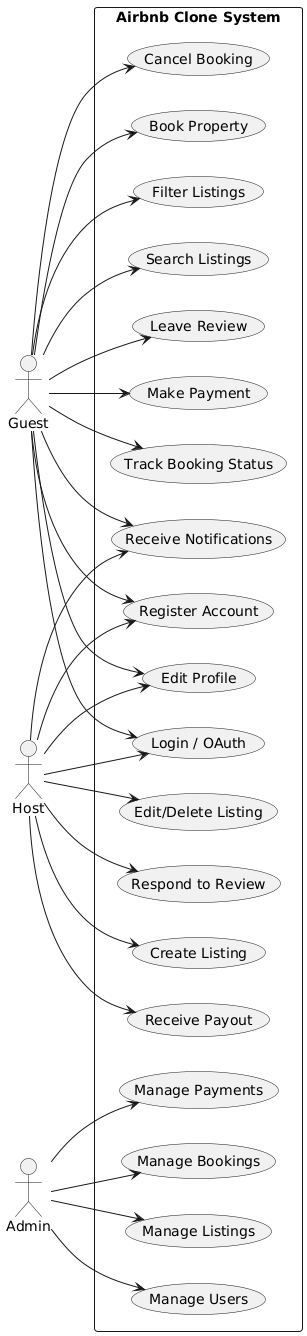 Airbnb Clone System
Cancel Booking
Book Property
Filter Listings
Search Listings
Leave Review
Make Payment
Guest
Track Booking Status
Receive Notifications
Register Account
Edit Profile
Login / OAuth
Host
Edit/Delete Listing
Respond to Review
Create Listing
Receive Payout
Manage Payments
Manage Bookings
Admin
Manage Listings
Manage Users